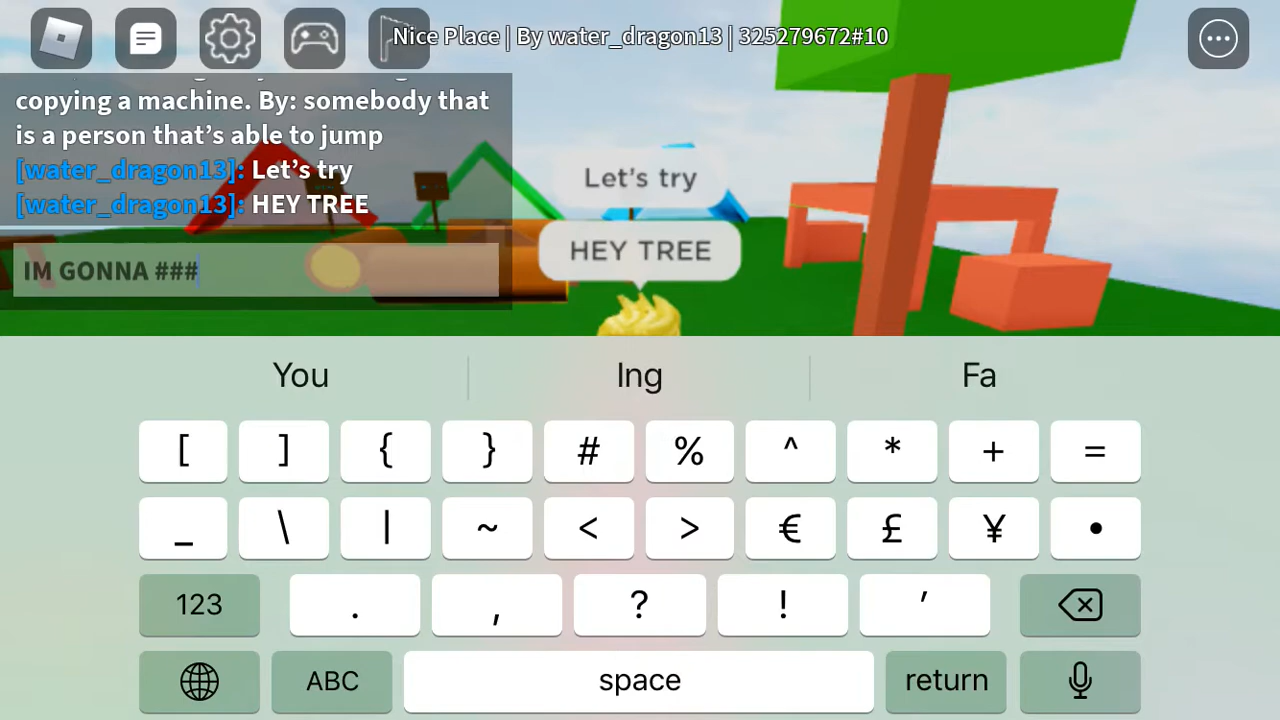 Nice Place | By water_dragon13 | 325279672#10
copying a machine. By: somebody that
is a person that’s able to jump
[water_dragon13]: Let’s try
[water_dragon13]: HEY TREE
IM GONNA ###
Let’s try
HEY TREE
You Ing Fa
[ ] { } # % ^ * + =
_ \ | ~ < > € £ ¥ •
123 . , ? ! ’
ABC space return